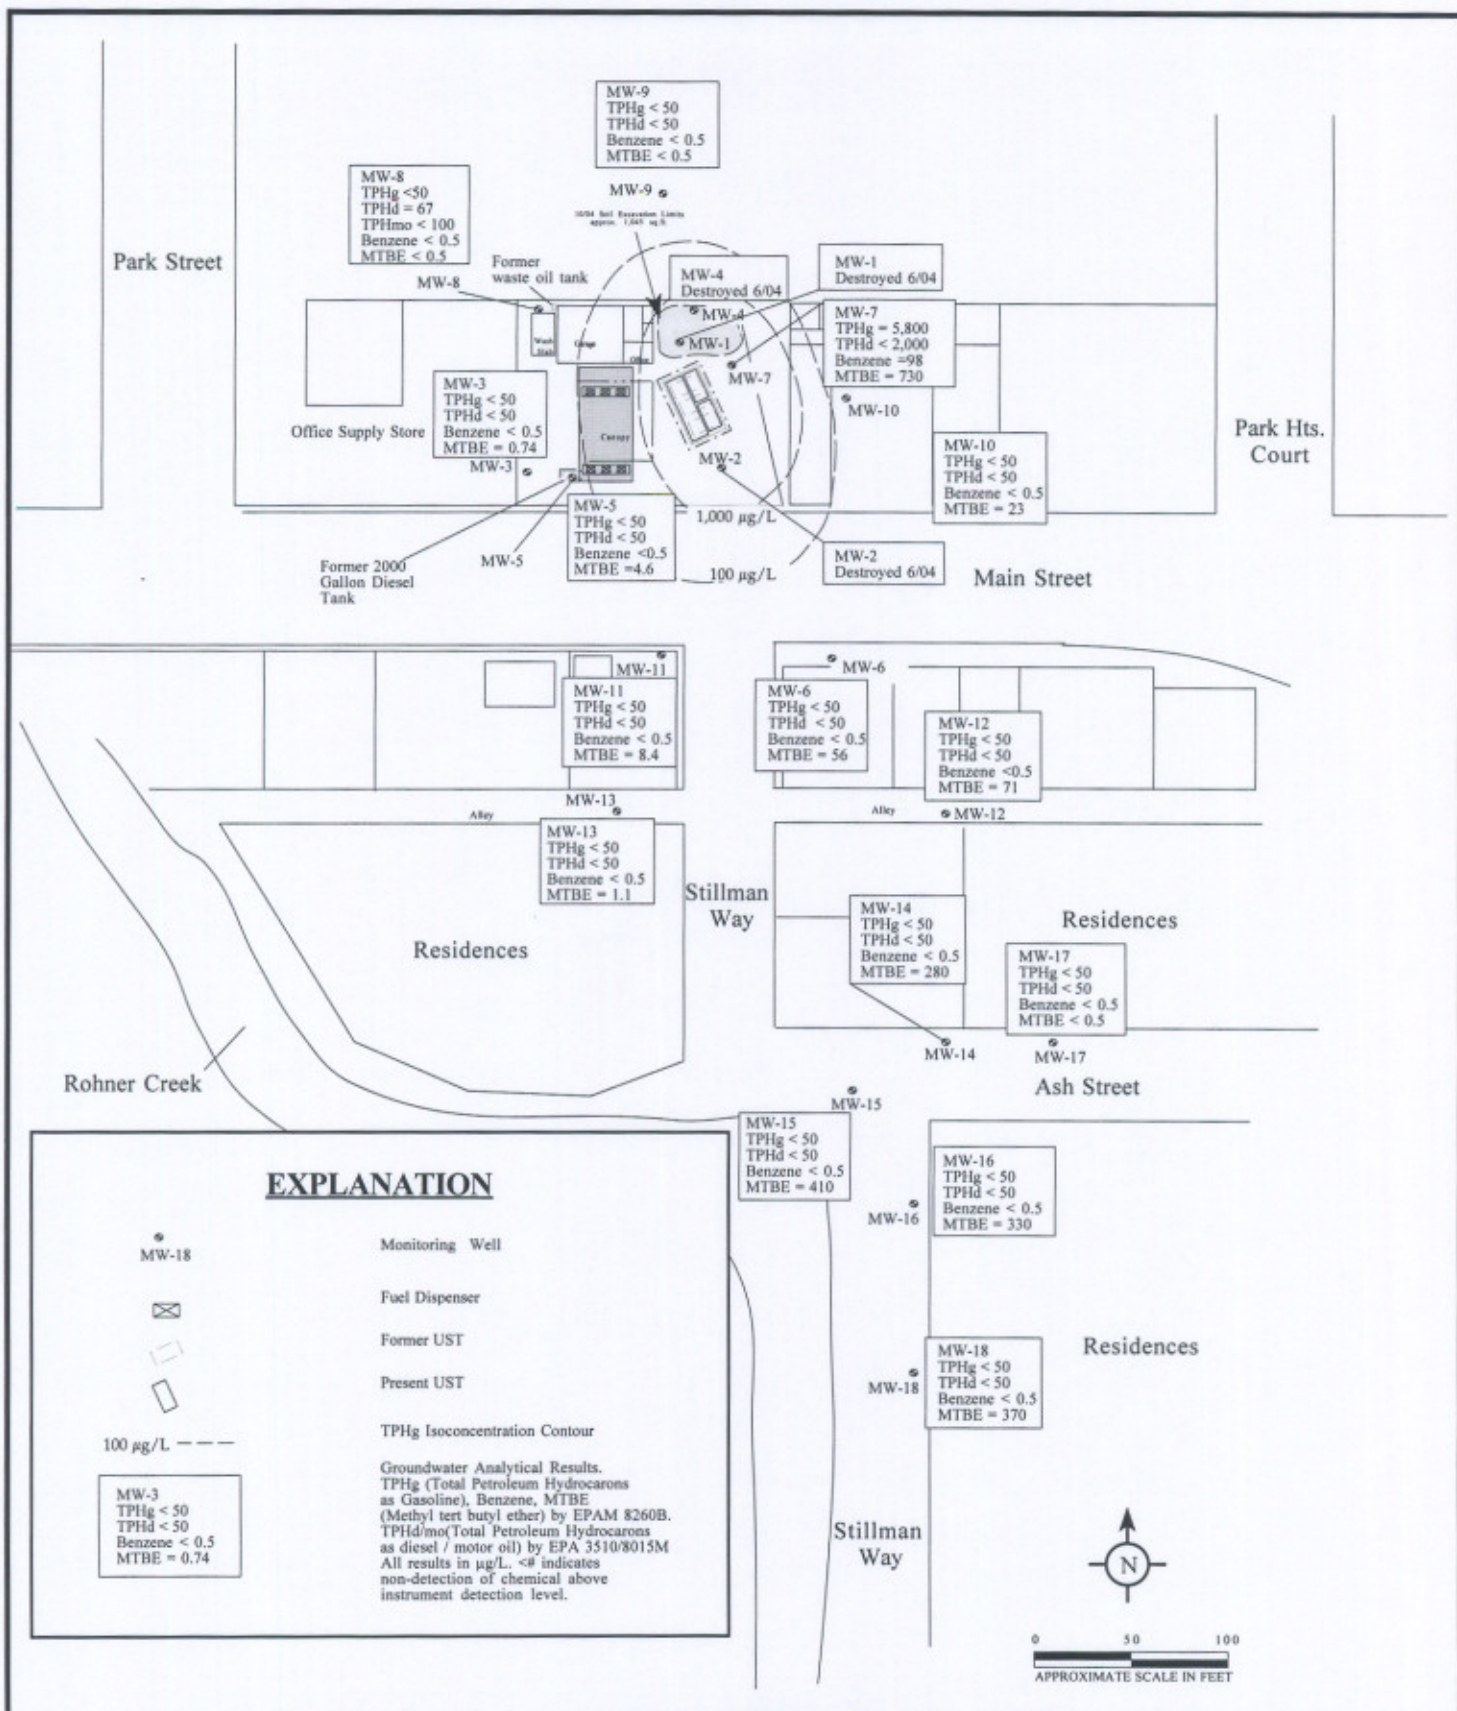 MW-9
TPHg < 50
TPHd < 50
Benzene < 0.5
MTBE < 0.5
MW-8
TPHg <50
TPHd = 67
TPHmo < 100
Benzene < 0.5
MTBE < 0.5
MW-9
10/04 Soil Excavation Limits
approx. 1,045 sq.ft.
Park Street
Former
waste oil tank
MW-8
MW-4
Destroyed 6/04
MW-1
Destroyed 6/04
MW-4
MW-1
Wash
Garage
Office
MW-7
TPHg = 5,800
TPHd < 2,000
Benzene =98
MTBE = 730
MW-7
MW-10
MW-3
TPHg < 50
TPHd < 50
Benzene < 0.5
MTBE = 0.74
Office Supply Store
Canopy
MW-3
MW-2
Park Hts.
Court
MW-10
TPHg < 50
TPHd < 50
Benzene < 0.5
MTBE = 23
MW-5
TPHg < 50
TPHd < 50
Benzene <0.5
MTBE =4.6
1,000 µg/L
100 µg/L
MW-5
Former 2000
Gallon Diesel
Tank
MW-2
Destroyed 6/04
Main Street
MW-11
MW-11
TPHg < 50
TPHd < 50
Benzene < 0.5
MTBE = 8.4
MW-6
MW-6
TPHg < 50
TPHd < 50
Benzene < 0.5
MTBE = 56
MW-12
TPHg < 50
TPHd < 50
Benzene <0.5
MTBE = 71
MW-13
Alley
Alley
MW-12
MW-13
TPHg < 50
TPHd < 50
Benzene < 0.5
MTBE = 1.1
Stillman
Way
Residences
MW-14
TPHg < 50
TPHd < 50
Benzene < 0.5
MTBE = 280
Residences
MW-17
TPHg < 50
TPHd < 50
Benzene < 0.5
MTBE < 0.5
MW-14
MW-17
Rohner Creek
Ash Street
MW-15
MW-15
TPHg < 50
TPHd < 50
Benzene < 0.5
MTBE = 410
MW-16
MW-16
TPHg < 50
TPHd < 50
Benzene < 0.5
MTBE = 330
MW-18
MW-18
TPHg < 50
TPHd < 50
Benzene < 0.5
MTBE = 370
Residences
Stillman
Way
EXPLANATION
MW-18
Monitoring Well
Fuel Dispenser
Former UST
Present UST
100 µg/L
TPHg Isoconcentration Contour
MW-3
TPHg < 50
TPHd < 50
Benzene < 0.5
MTBE = 0.74
Groundwater Analytical Results.
TPHg (Total Petroleum Hydrocarons
as Gasoline), Benzene, MTBE
(Methyl tert butyl ether) by EPAM 8260B.
TPHd/mo(Total Petroleum Hydrocarons
as diesel / motor oil) by EPA 3510/8015M
All results in µg/L. <# indicates
non-detection of chemical above
instrument detection level.
N
0 50 100
APPROXIMATE SCALE IN FEET